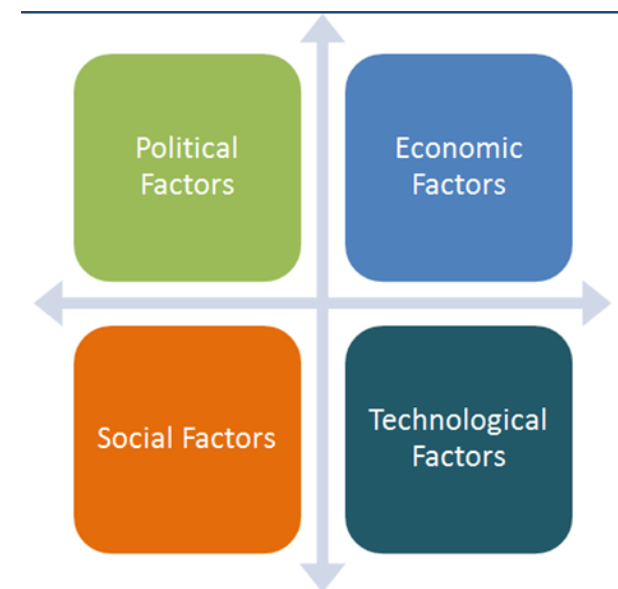 Political
Factors
Economic
Factors
Social Factors
Technological
Factors